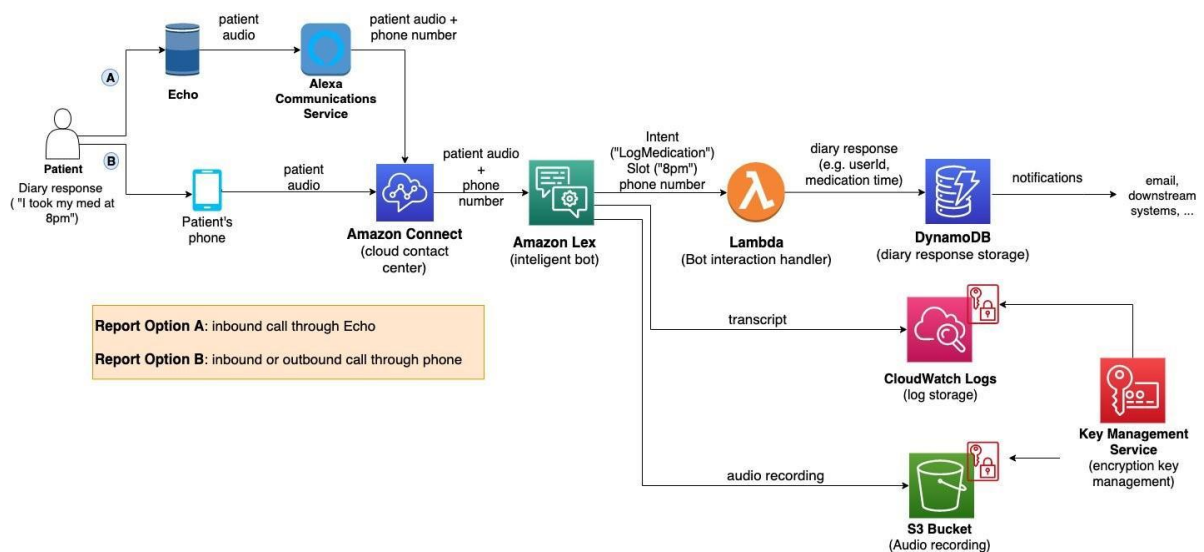 patient
audio
patient audio +
phone number
A
Echo
Alexa
Communications
Service
B
Patient
Diary response
( "I took my med at
8pm")
Patient's
phone
patient
audio
Amazon Connect
(cloud contact
center)
patient audio
+
phone
number
Amazon Lex
(inteligent bot)
Intent
("LogMedication")
Slot ("8pm")
phone number
Lambda
(Bot interaction handler)
diary response
(e.g. userId,
medication time)
DynamoDB
(diary response storage)
notifications
email,
downstream
systems, ...
Report Option A: inbound call through Echo
Report Option B: inbound or outbound call through phone
transcript
CloudWatch Logs
(log storage)
Key Management
Service
(encryption key
management)
audio recording
S3 Bucket
(Audio recording)